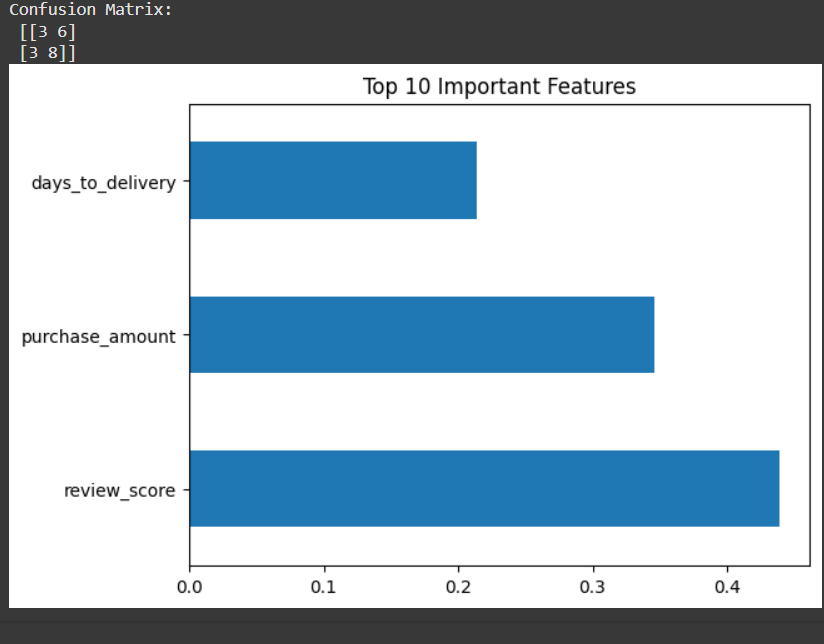 Confusion Matrix:
[[3 6]
[3 8]]
Top 10 Important Features
days_to_delivery
purchase_amount
review_score
0.0 0.1 0.2 0.3 0.4